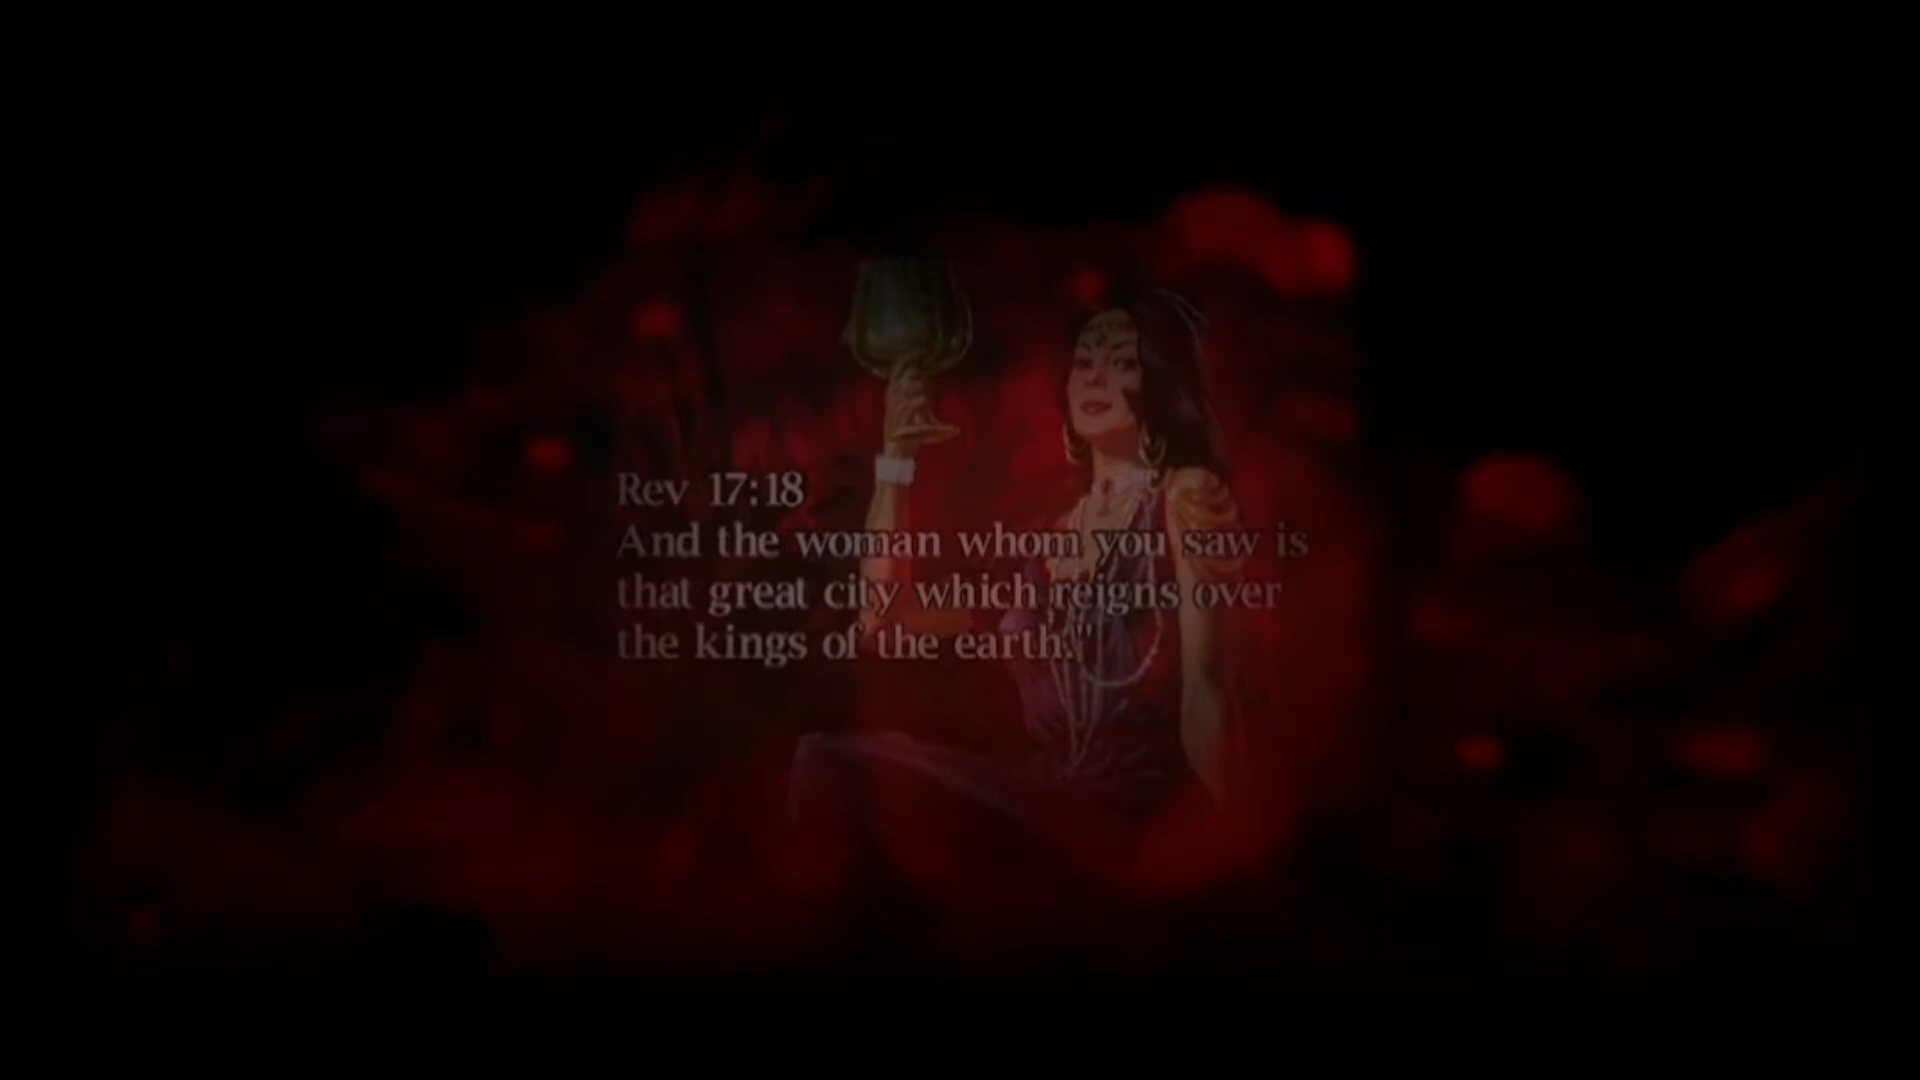 Rev 17:18
And the woman whom you saw is
that great city which reigns over
the kings of the earth."